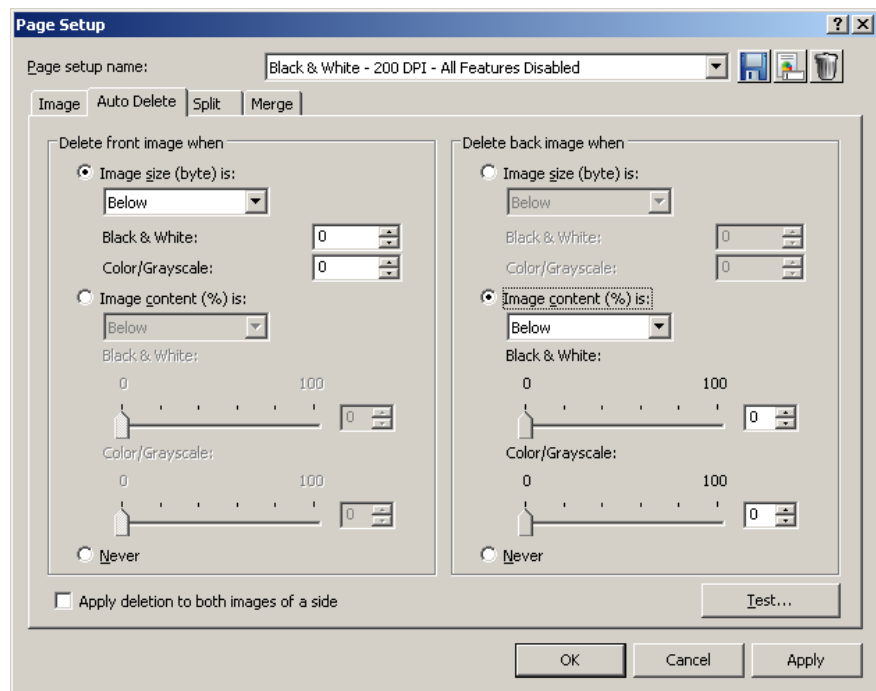 Page Setup
Page setup name: Black & White - 200 DPI - All Features Disabled
Image Auto Delete Split Merge
Delete front image when
Image size (byte) is:
Below
Black & White: 0
Color/Grayscale: 0
Image content (%) is:
Below
Black & White:
0 100
0
Color/Grayscale:
0 100
0
Never
Delete back image when
Image size (byte) is:
Below
Black & White: 0
Color/Grayscale: 0
Image content (%) is:
Below
Black & White:
0 100
0
Color/Grayscale:
0 100
0
Never
Apply deletion to both images of a side
Test...
OK Cancel Apply